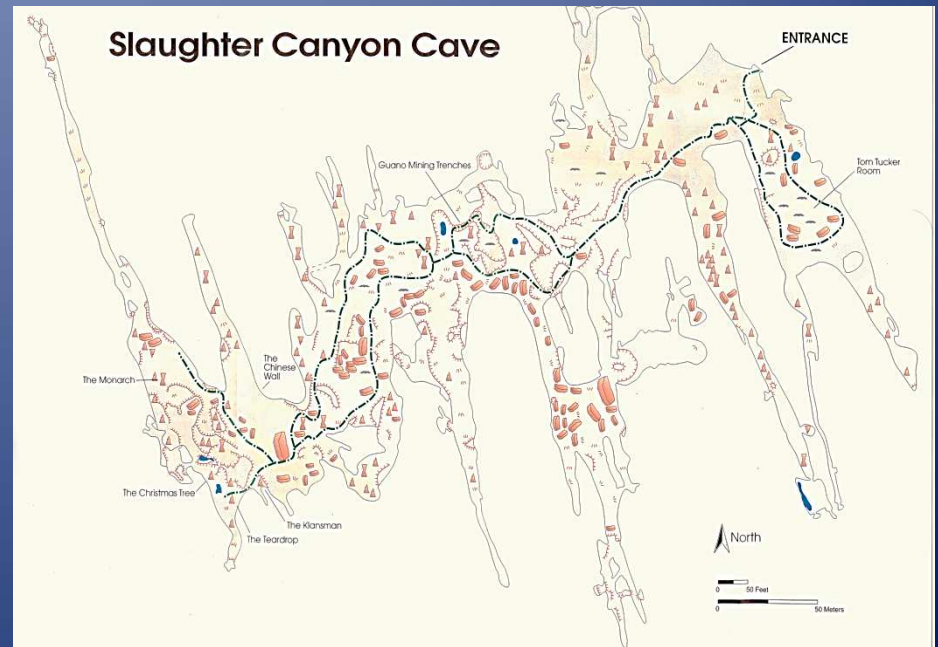 Slaughter Canyon Cave
ENTRANCE
Guano Mining Trenches
Tom Tucker
Room
The
Chinese
Wall
The Monarch
The Christmas Tree
The Klansman
The Teardrop
North
0 50 Feet
0 50 Meters